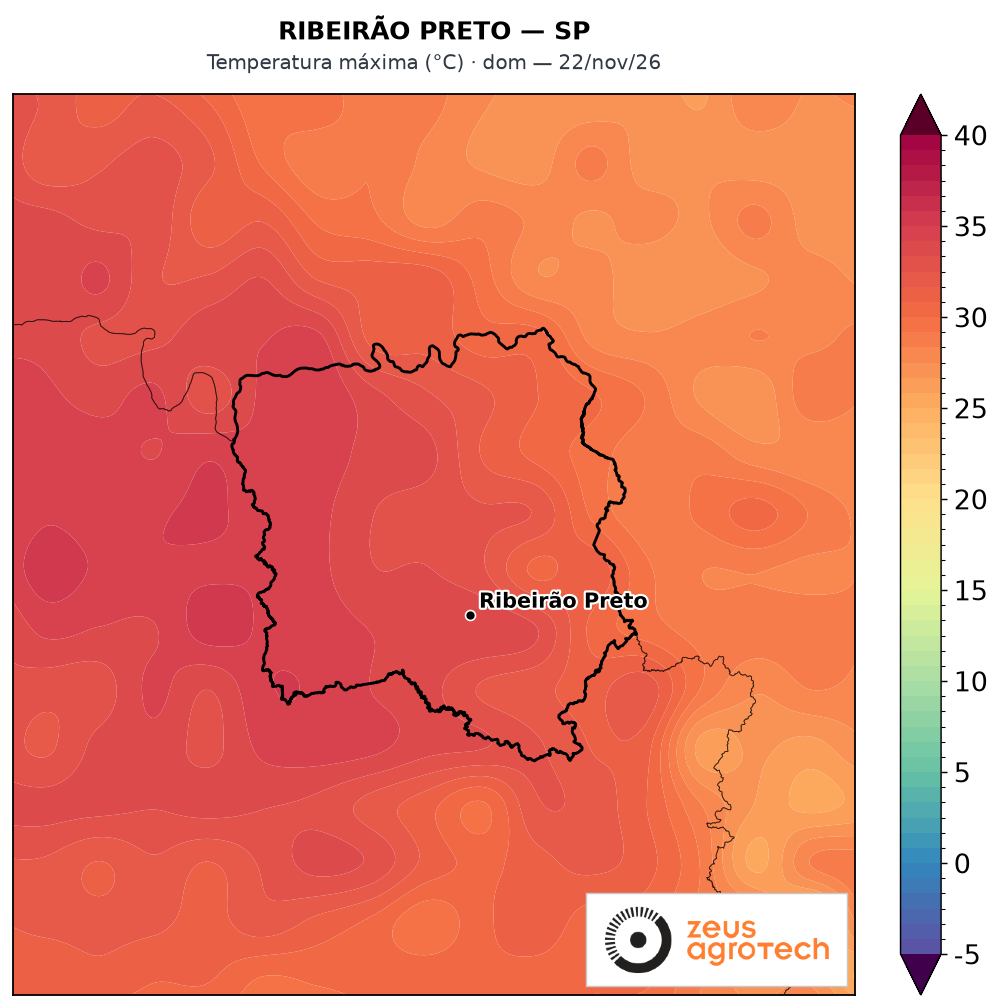 RIBEIRÃO PRETO — SP
Temperatura máxima (°C) · dom — 22/nov/26
40
35
30
25
20
15
10
5
0
-5
Ribeirão Preto
zeus
agrotech